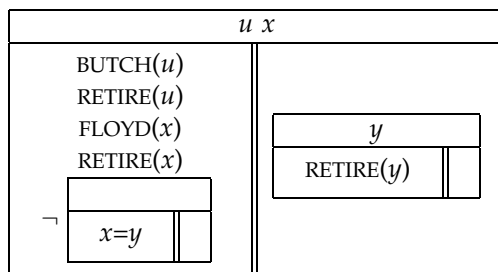 u x
BUTCH(u)
RETIRE(u)
FLOYD(x)
RETIRE(x)
¬ x=y
y
RETIRE(y)